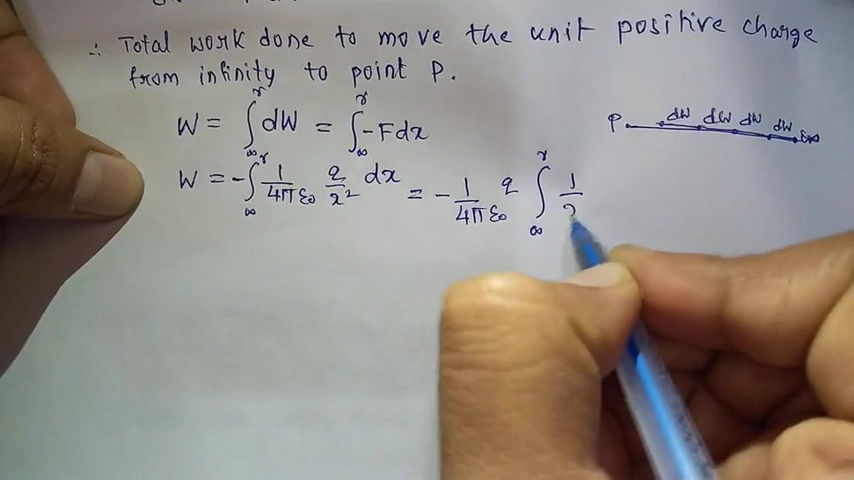 ∴ Total work done to move the unit positive charge
from infinity to point P.
W = ∫_∞^r dW = ∫_∞^r -Fdx
P dW dW dW dW
W = -∫_∞^r 1/4πε₀ q/x² dx = - 1/4πε₀ q ∫_∞^r 1/